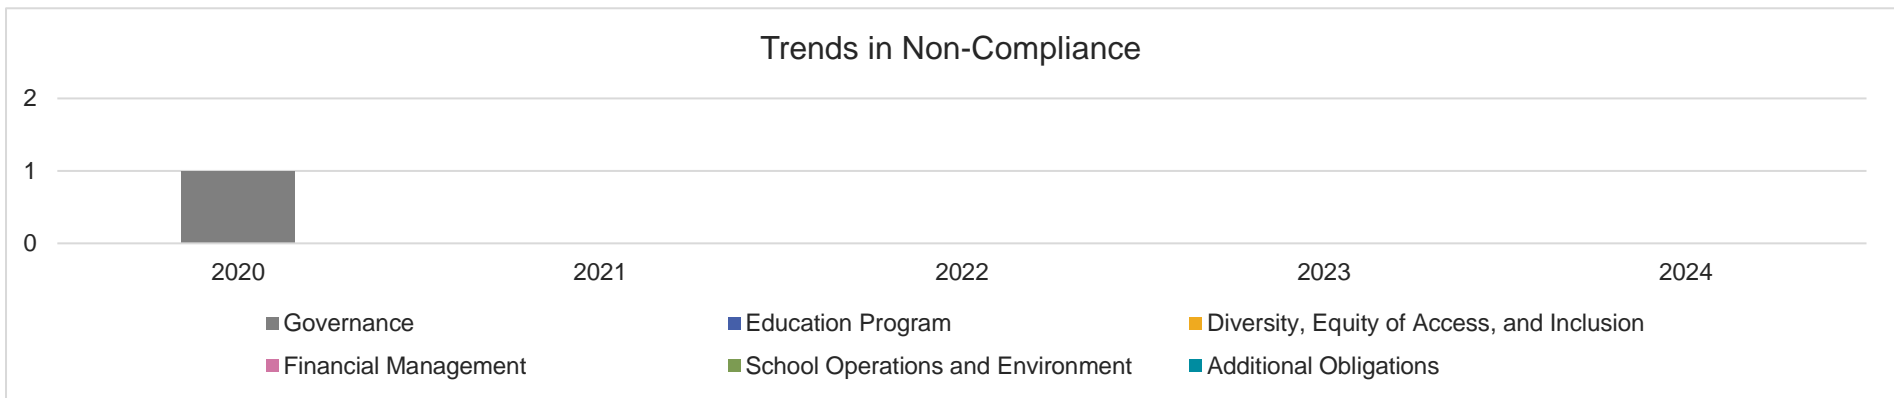 Trends in Non-Compliance
2
1
0
2020 2021 2022 2023 2024
Governance Education Program Diversity, Equity of Access, and Inclusion
Financial Management School Operations and Environment Additional Obligations